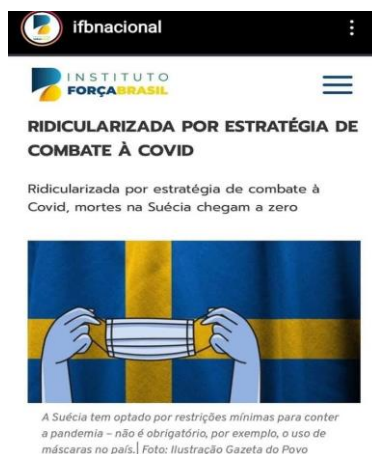 ifbnacional
INSTITUTO
FORÇABRASIL
RIDICULARIZADA POR ESTRATÉGIA DE
COMBATE À COVID
Ridicularizada por estratégia de combate à
Covid, mortes na Suécia chegam a zero
A Suécia tem optado por restrições mínimas para conter
a pandemia – não é obrigatório, por exemplo, o uso de
máscaras no país.| Foto: Ilustração Gazeta do Povo